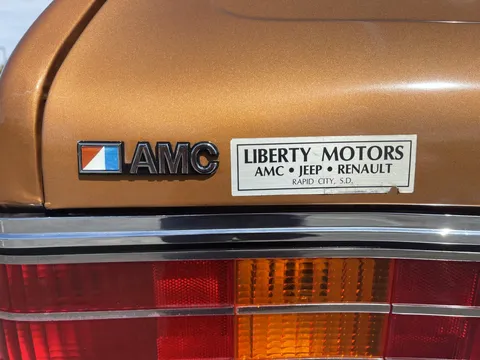 AMC
LIBERTY MOTORS
AMC • JEEP • RENAULT
RAPID CITY, S.D.